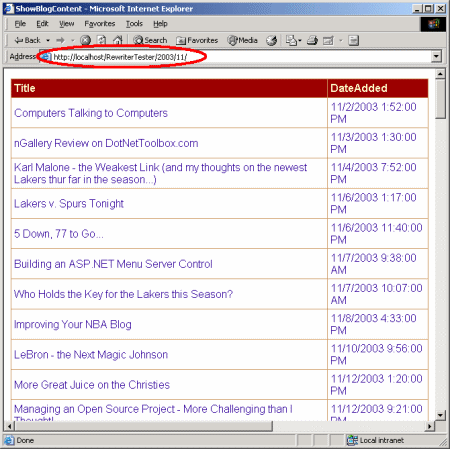 ShowBlogContent - Microsoft Internet Explorer
File Edit View Favorites Tools Help
Back Search Favorites Media
Address http://localhost/RewriterTester/2003/11/
Title DateAdded
Computers Talking to Computers 11/2/2003 1:52:00
PM
nGallery Review on DotNetToolbox.com 11/3/2003 1:30:00
PM
Karl Malone - the Weakest Link (and my thoughts on the newest 11/4/2003 7:52:00
Lakers thur far in the season...) PM
Lakers v. Spurs Tonight 11/6/2003 1:17:00
PM
5 Down, 77 to Go... 11/6/2003 11:40:00
PM
Building an ASP.NET Menu Server Control 11/7/2003 9:38:00
AM
Who Holds the Key for the Lakers this Season? 11/7/2003 10:07:00
AM
Improving Your NBA Blog 11/8/2003 4:33:00
PM
LeBron - the Next Magic Johnson 11/10/2003 9:56:00
PM
More Great Juice on the Christies 11/12/2003 1:20:00
PM
Managing an Open Source Project - More Challenging than I 11/12/2003 9:21:00
Thought! PM
Done Local intranet